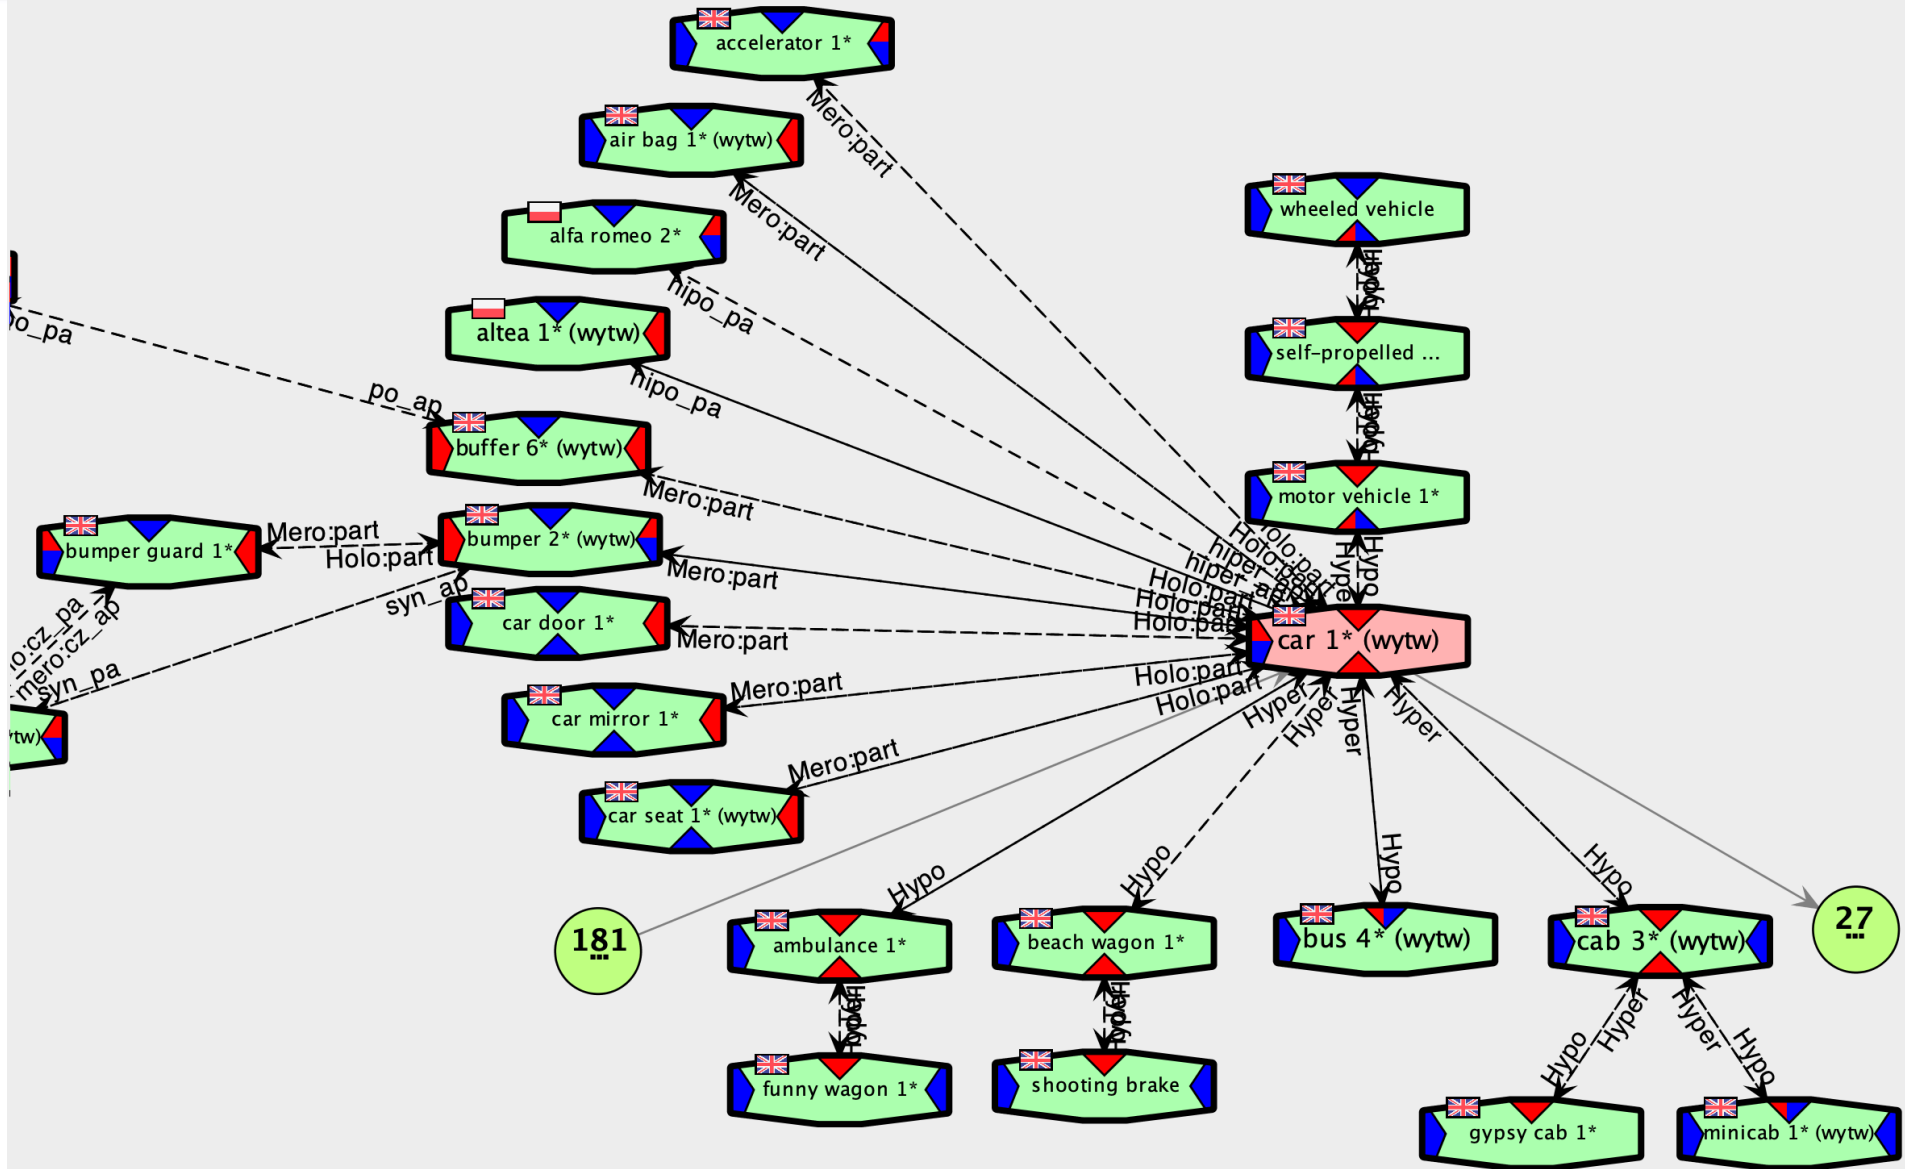 accelerator 1*
Mero:part
air bag 1* (wytw)
Mero:part
alfa romeo 2*
hipo_pa
altea 1* (wytw)
hipo_pa
po_ap
buffer 6* (wytw)
Mero:part
bumper guard 1*
Mero:part
Holo:part
bumper 2* (wytw)
Mero:part
syn_ap
syn_pa
mero:cz_ap
car door 1*
Mero:part
car mirror 1*
Mero:part
car seat 1* (wytw)
Mero:part
wheeled vehicle
self-propelled ...
motor vehicle 1*
Hype
Hypo
Holo:part
Holo:part
Holo:part
car 1* (wytw)
Holo:part
Holo:part
Hyper
Hyper
Hyper
Hyper
181
...
Hypo
ambulance 1*
funny wagon 1*
Hypo
beach wagon 1*
shooting brake
Hypo
bus 4* (wytw)
Hypo
cab 3* (wytw)
Hyper
Hyper
Hypo
Hypo
gypsy cab 1*
minicab 1* (wytw)
27
...